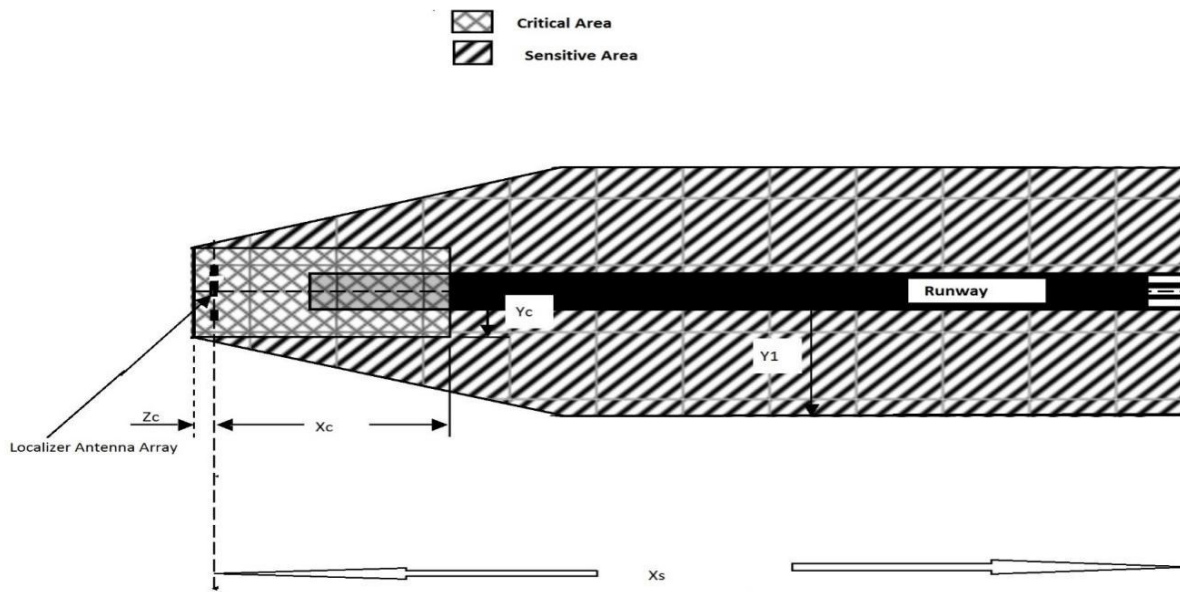 Critical Area
Sensitive Area
Runway
Yc
Y1
Zc
Xc
Localizer Antenna Array
Xs